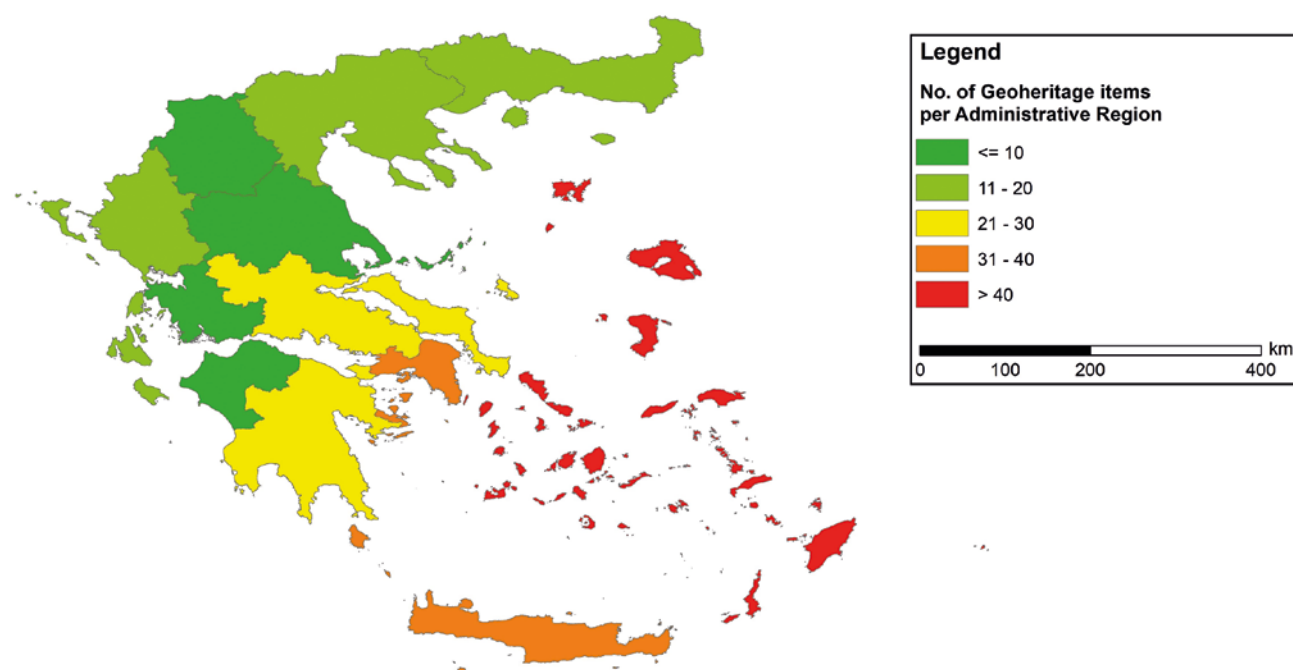 Legend
No. of Geoheritage items
per Administrative Region
<= 10
11 - 20
21 - 30
31 - 40
> 40
km
0 100 200 400